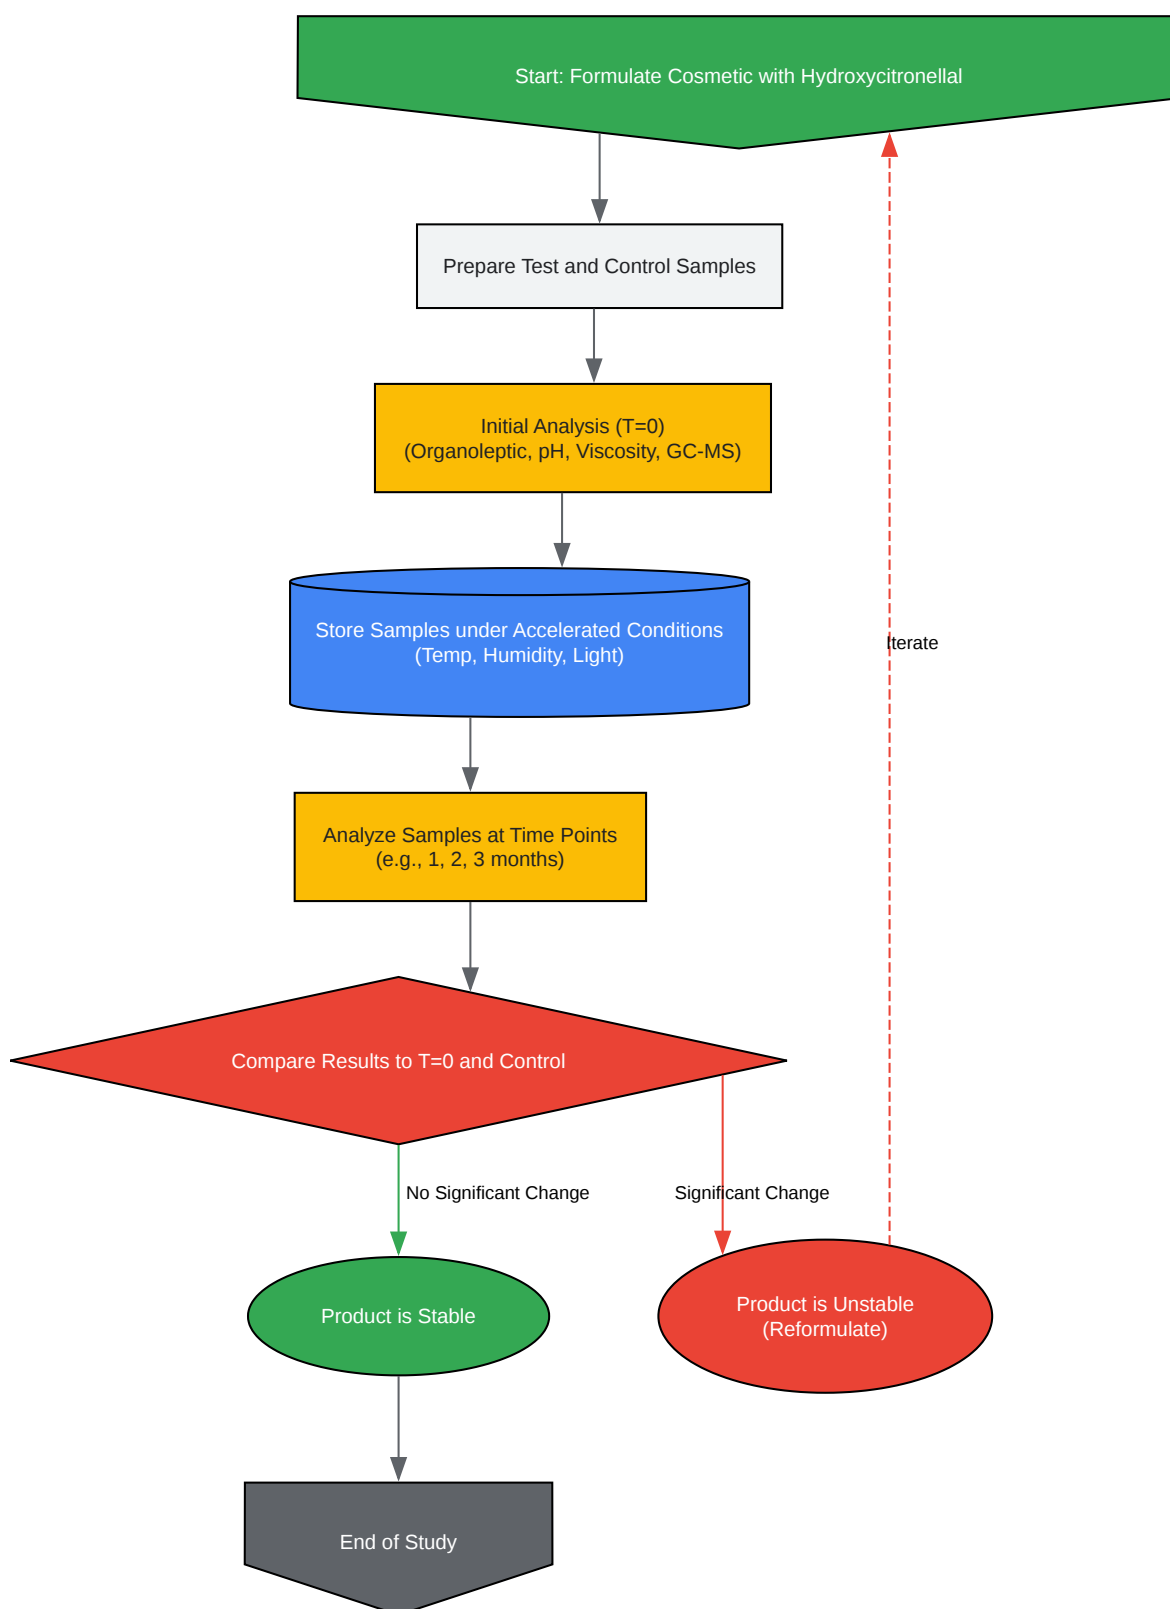 Start: Formulate Cosmetic with Hydroxycitronellal
Prepare Test and Control Samples
Initial Analysis (T=0)
(Organoleptic, pH, Viscosity, GC-MS)
Store Samples under Accelerated Conditions
(Temp, Humidity, Light)
Iterate
Analyze Samples at Time Points
(e.g., 1, 2, 3 months)
Compare Results to T=0 and Control
No Significant Change
Significant Change
Product is Stable
Product is Unstable
(Reformulate)
End of Study